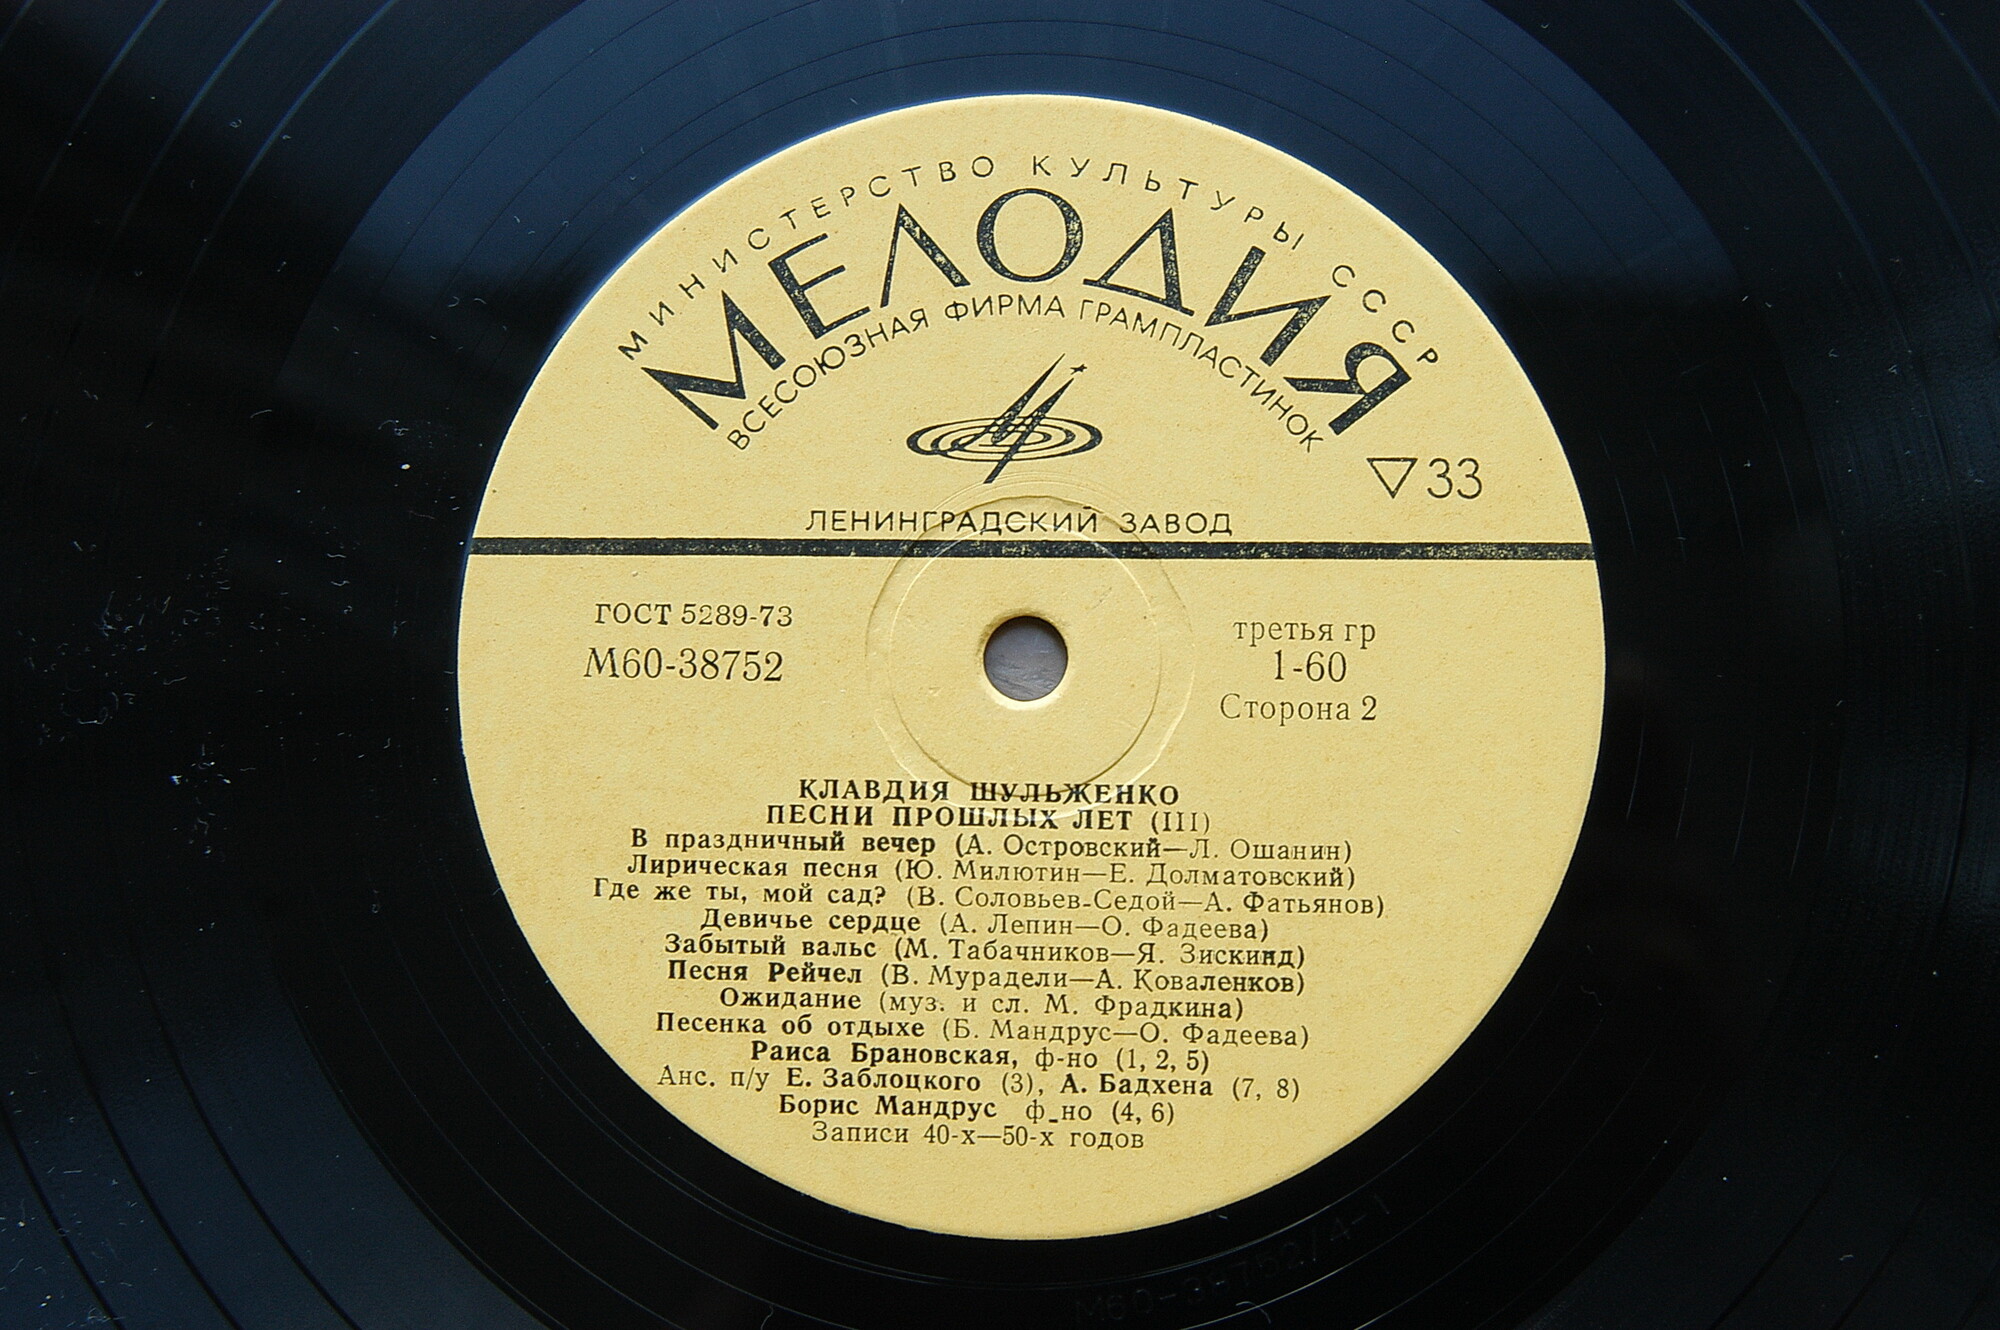 МИНИСТЕРСТВО КУЛЬТУРЫ СССР
МЕЛОДИЯ
ВСЕСОЮЗНАЯ ФИРМА ГРАМПЛАСТИНОК
33
ЛЕНИНГРАДСКИЙ ЗАВОД
ГОСТ 5289-73
М60-38752
третья гр
1-60
Сторона 2
КЛАВДИЯ ШУЛЬЖЕНКО
ПЕСНИ ПРОШЛЫХ ЛЕТ (III)
В праздничный вечер (А. Островский—Л. Ошанин)
Лирическая песня (Ю. Милютин—Е. Долматовский)
Где же ты, мой сад? (В. Соловьев-Седой—А. Фатьянов)
Девичье сердце (А. Лепин—О. Фадеева)
Забытый вальс (М. Табачников—Я. Зискинд)
Песня Рейчел (В. Мурадели—А. Коваленков)
Ожидание (муз. и сл. М. Фрадкина)
Песенка об отдыхе (Б. Мандрус—О. Фадеева)
Раиса Брановская, ф-но (1, 2, 5)
Анс. п/у Е. Заблоцкого (3), А. Бадхена (7, 8)
Борис Мандрус ф-но (4, 6)
Записи 40-х—50-х годов
М60-38752/4-1